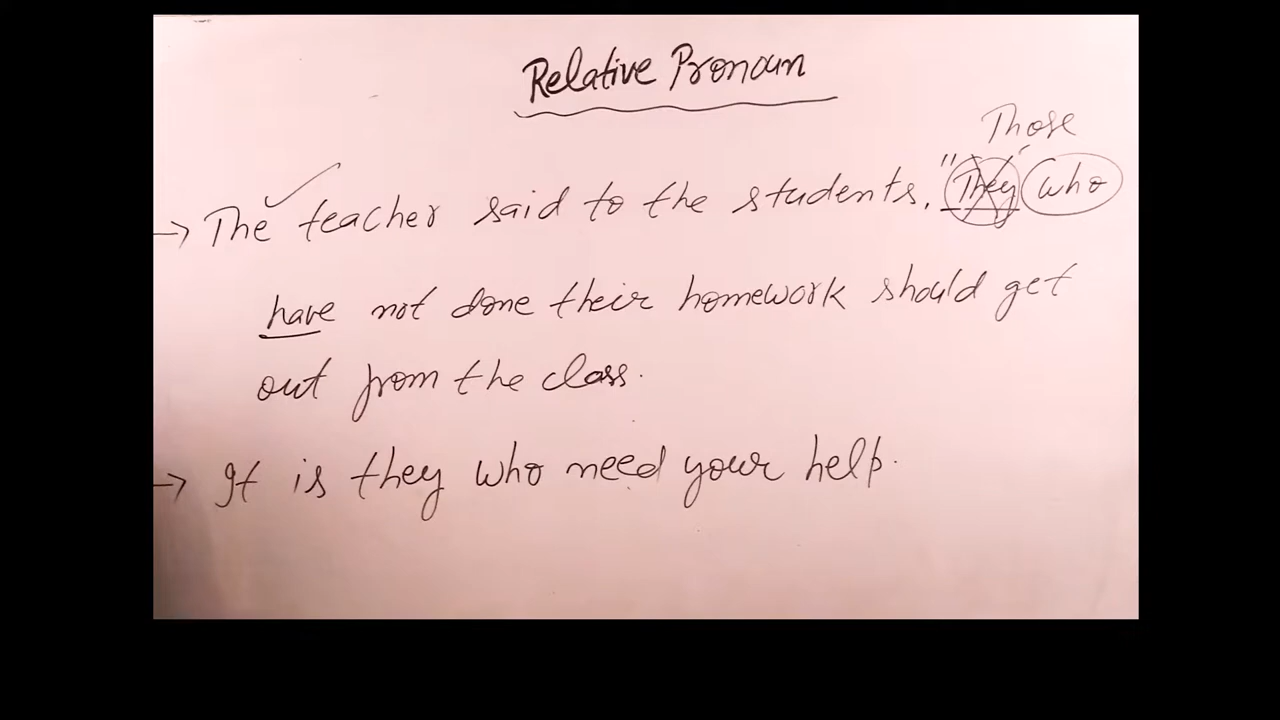 Relative Pronoun
Those
The teacher said to the students, "They who
have not done their homework should get
out from the class.
It is they who need your help.